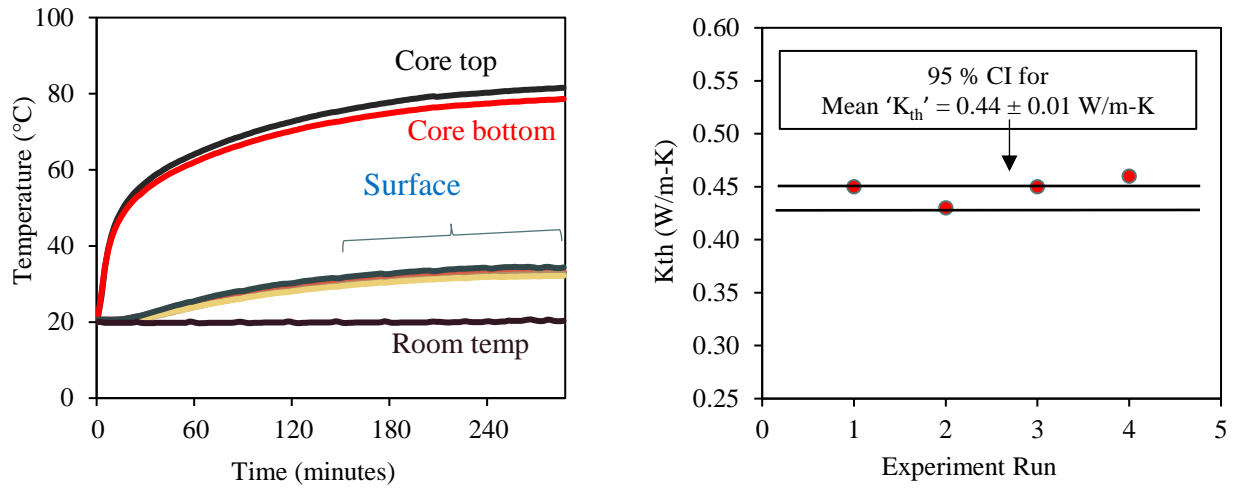 100
80
60
40
20
0
Temperature (°C)
Core top
Core bottom
Surface
Room temp
0 60 120 180 240
Time (minutes)
0.60
0.55
0.50
0.45
0.40
0.35
0.30
0.25
Kth (W/m-K)
95 % CI for
Mean ‘Kth’ = 0.44 ± 0.01 W/m-K
0 1 2 3 4 5
Experiment Run